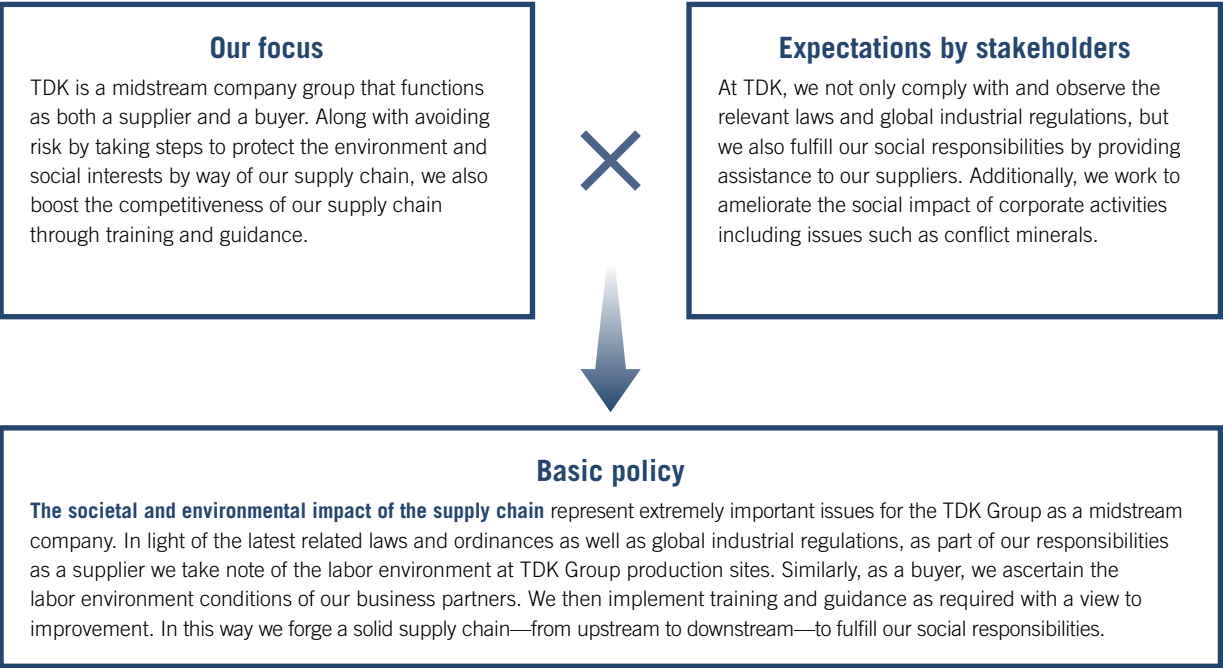 Our focus
TDK is a midstream company group that functions
as both a supplier and a buyer. Along with avoiding
risk by taking steps to protect the environment and
social interests by way of our supply chain, we also
boost the competitiveness of our supply chain
through training and guidance.
Expectations by stakeholders
At TDK, we not only comply with and observe the
relevant laws and global industrial regulations, but
we also fulfill our social responsibilities by providing
assistance to our suppliers. Additionally, we work to
ameliorate the social impact of corporate activities
including issues such as conflict minerals.
Basic policy
The societal and environmental impact of the supply chain represent extremely important issues for the TDK Group as a midstream
company. In light of the latest related laws and ordinances as well as global industrial regulations, as part of our responsibilities
as a supplier we take note of the labor environment at TDK Group production sites. Similarly, as a buyer, we ascertain the
labor environment conditions of our business partners. We then implement training and guidance as required with a view to
improvement. In this way we forge a solid supply chain—from upstream to downstream—to fulfill our social responsibilities.